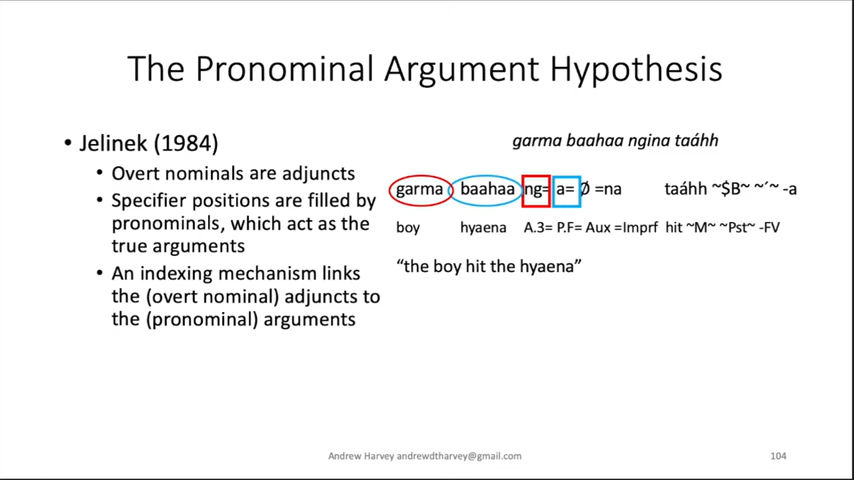 The Pronominal Argument Hypothesis
• Jelinek (1984)
• Overt nominals are adjuncts
• Specifier positions are filled by
pronominals, which act as the
true arguments
• An indexing mechanism links
the (overt nominal) adjuncts to
the (pronominal) arguments
garma baahaa ngina taáhh
garma baahaa ng= a= Ø =na taáhh ~$B~ ~´~ -a
boy hyaena A.3= P.F= Aux =Imprf hit ~M~ ~Pst~ -FV
“the boy hit the hyaena”
Andrew Harvey andrewdtharvey@gmail.com
104